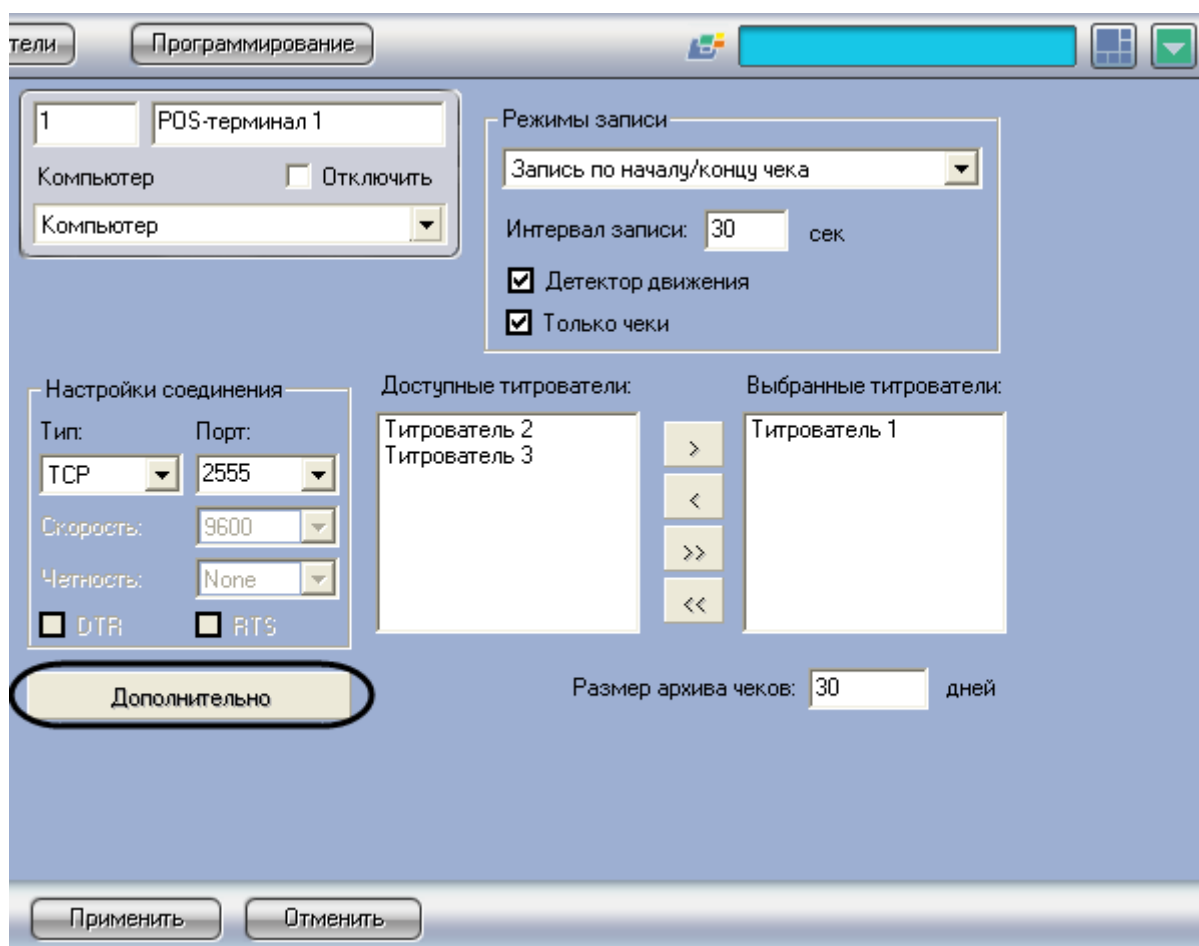 тели Программирование
1 POS-терминал 1
Компьютер Отключить
Компьютер
Режимы записи
Запись по началу/концу чека
Интервал записи: 30 сек
Детектор движения
Только чеки
Настройки соединения
Тип: Порт:
TCP 2555
Скорость: 9600
Четность: None
DTR RTS
Доступные титрователи:
Титрователь 2
Титрователь 3
>
<
>>
<<
Выбранные титрователи:
Титрователь 1
Дополнительно
Размер архива чеков: 30 дней
Применить Отменить